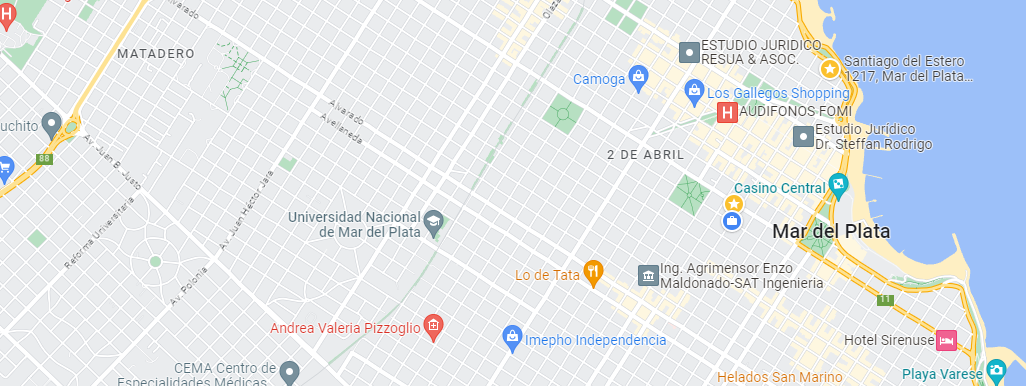 Alvarado
Olaza
H
MATADERO
ESTUDIO JURIDICO
RESUA & ASOC.
Santiago del Estero
1217, Mar del Plata...
Camoga
Los Gallegos Shopping
H
AUDIFONOS FOMI
Alvarado
Avellaneda
uchito
88
Av. Juan B. Justo
Estudio Jurídico
Dr. Steffan Rodrigo
2 DE ABRIL
Casino Central
Av. Juan Héctor Jara
Reforma Universitaria
Universidad Nacional
de Mar del Plata
Mar del Plata
Av. Polonia
Lo de Tata
Ing. Agrimensor Enzo
Maldonado-SAT Ingenieria
11
Andrea Valeria Pizzoglio
Imepho Independencia
Hotel Sirenuse
CEMA Centro de
Especialidades Médicas
Helados San Marino
Playa Varese